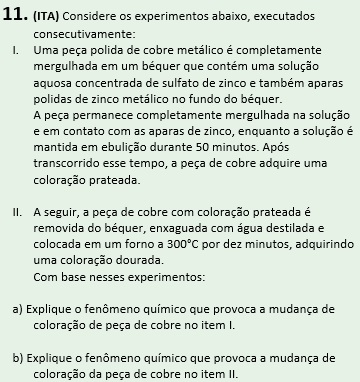 11. (ITA) Considere os experimentos abaixo, executados
consecutivamente:
I. Uma peça polida de cobre metálico é completamente
mergulhada em um béquer que contém uma solução
aquosa concentrada de sulfato de zinco e também aparas
polidas de zinco metálico no fundo do béquer.
A peça permanece completamente mergulhada na solução
e em contato com as aparas de zinco, enquanto a solução é
mantida em ebulição durante 50 minutos. Após
transcorrido esse tempo, a peça de cobre adquire uma
coloração prateada.
II. A seguir, a peça de cobre com coloração prateada é
removida do béquer, enxaguada com água destilada e
colocada em um forno a 300°C por dez minutos, adquirindo
uma coloração dourada.
Com base nesses experimentos:
a) Explique o fenômeno químico que provoca a mudança de
coloração de peça de cobre no item I.
b) Explique o fenômeno químico que provoca a mudança de
coloração da peça de cobre no item II.